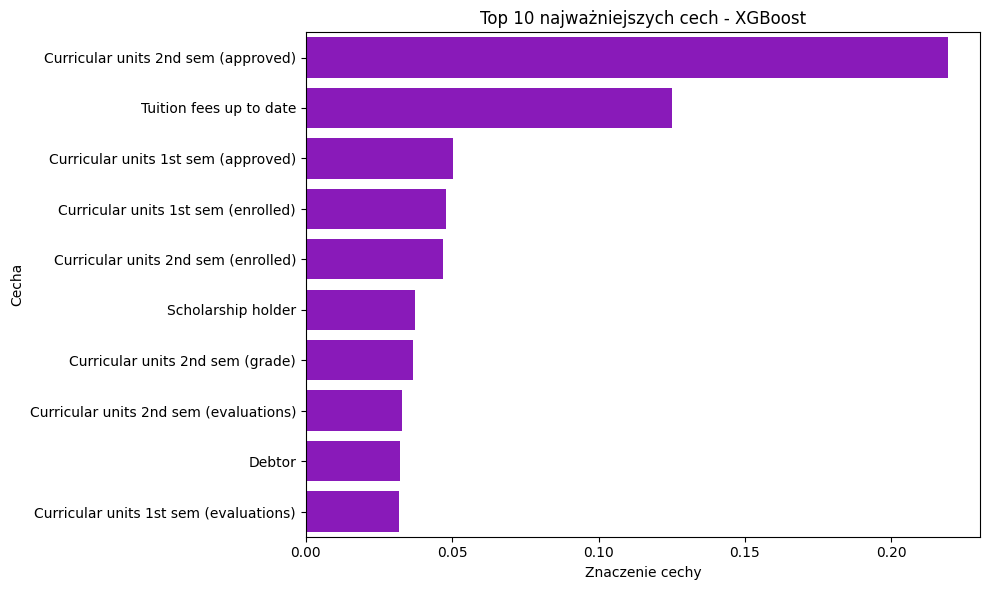 Top 10 najważniejszych cech - XGBoost
Curricular units 2nd sem (approved)
Tuition fees up to date
Curricular units 1st sem (approved)
Curricular units 1st sem (enrolled)
Curricular units 2nd sem (enrolled)
Scholarship holder
Curricular units 2nd sem (grade)
Curricular units 2nd sem (evaluations)
Debtor
Curricular units 1st sem (evaluations)
Cecha
0.00 0.05 0.10 0.15 0.20
Znaczenie cechy